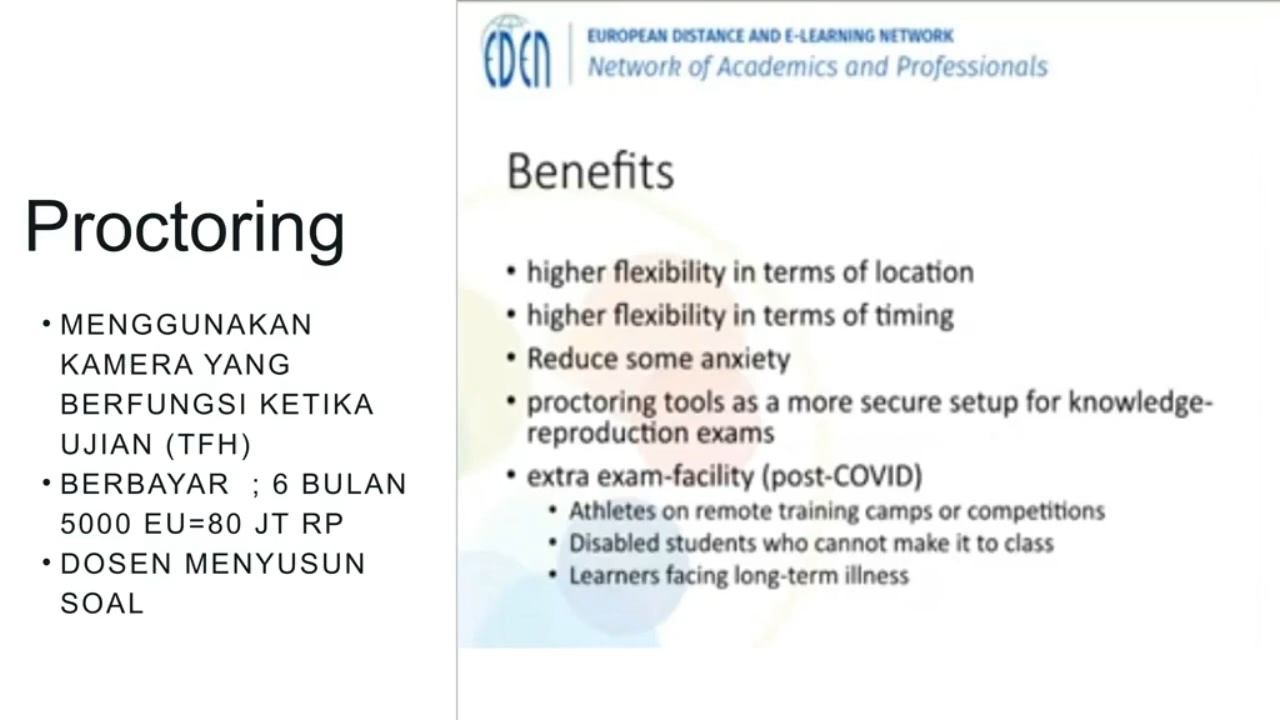 Proctoring
• MENGGUNAKAN
KAMERA YANG
BERFUNGSI KETIKA
UJIAN (TFH)
• BERBAYAR ; 6 BULAN
5000 EU=80 JT RP
• DOSEN MENYUSUN
SOAL
EDEN
EUROPEAN DISTANCE AND E-LEARNING NETWORK
Network of Academics and Professionals
Benefits
• higher flexibility in terms of location
• higher flexibility in terms of timing
• Reduce some anxiety
• proctoring tools as a more secure setup for knowledge-
reproduction exams
• extra exam-facility (post-COVID)
• Athletes on remote training camps or competitions
• Disabled students who cannot make it to class
• Learners facing long-term illness